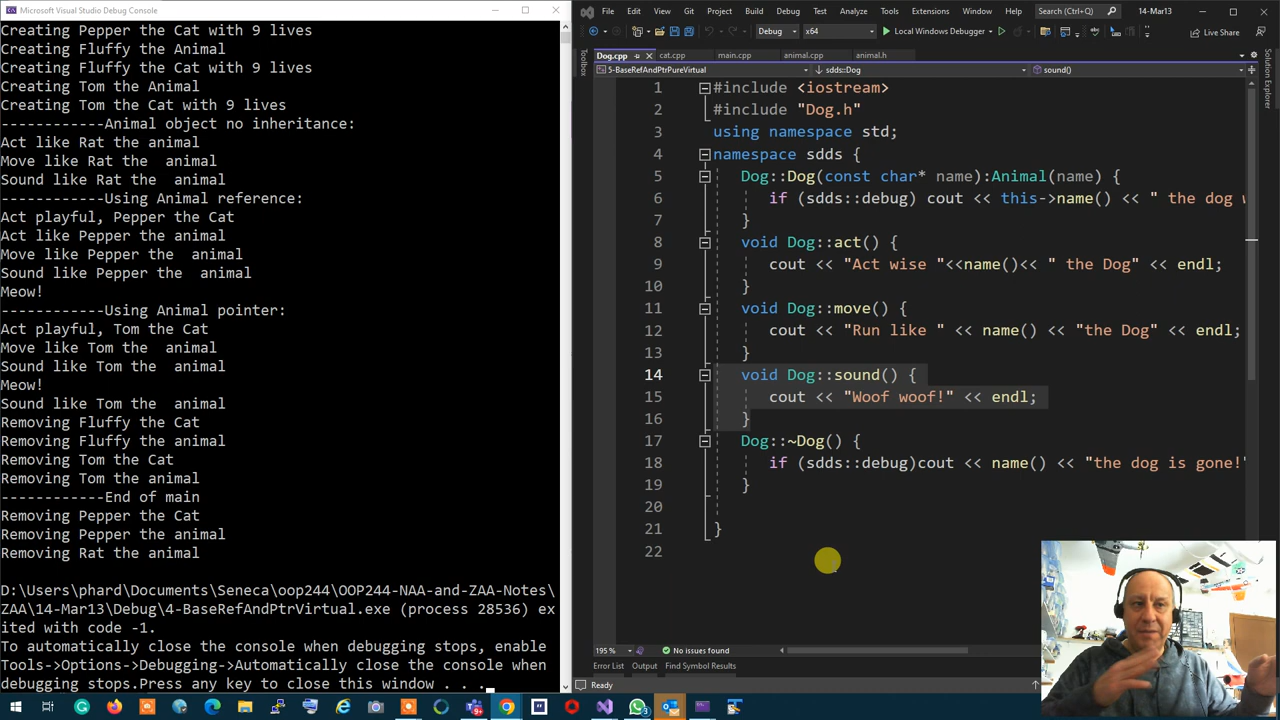 Microsoft Visual Studio Debug Console
Creating Pepper the Cat with 9 lives
Creating Fluffy the Animal
Creating Fluffy the Cat with 9 lives
Creating Tom the Animal
Creating Tom the Cat with 9 lives
------------Animal object no inheritance:
Act like Rat the animal
Move like Rat the  animal
Sound like Rat the  animal
------------Using Animal reference:
Act playful, Pepper the Cat
Act like Pepper the animal
Move like Pepper the  animal
Sound like Pepper the  animal
Meow!
------------Using Animal pointer:
Act playful, Tom the Cat
Move like Tom the  animal
Sound like Tom the  animal
Meow!
Sound like Tom the  animal
Removing Fluffy the Cat
Removing Fluffy the animal
Removing Tom the Cat
Removing Tom the animal
------------End of main
Removing Pepper the Cat
Removing Pepper the animal
Removing Rat the animal
D:\Users\phard\Documents\Seneca\oop244\OOP244-NAA-and-ZAA-Notes\
ZAA\14-Mar13\Debug\4-BaseRefAndPtrVirtual.exe (process 28536) ex
ited with code -1.
To automatically close the console when debugging stops, enable
Tools->Options->Debugging->Automatically close the console when
debugging stops.Press any key to close this window . . .
File Edit View Git Project Build Debug Test Analyze Tools Extensions Window Help Search (Ctrl+Q) 14-Mar13
Debug x64 Local Windows Debugger Live Share
Dog.cpp cat.cpp main.cpp animal.cpp animal.h
5-BaseRefAndPtrPureVirtual sdds::Dog sound()
Toolbox
Solution Explorer
1 #include <iostream>
2 #include "Dog.h"
3 using namespace std;
4 namespace sdds {
5 Dog::Dog(const char* name):Animal(name) {
6 if (sdds::debug) cout << this->name() << " the dog w
7 }
8 void Dog::act() {
9 cout << "Act wise "<<name()<< " the Dog" << endl;
10 }
11 void Dog::move() {
12 cout << "Run like " << name() << "the Dog" << endl;
13 }
14 void Dog::sound() {
15 cout << "Woof woof!" << endl;
16 }
17 Dog::~Dog() {
18 if (sdds::debug)cout << name() << "the dog is gone!"
19 }
20
21 }
22
195 % No issues found
Error List Output Find Symbol Results
Ready